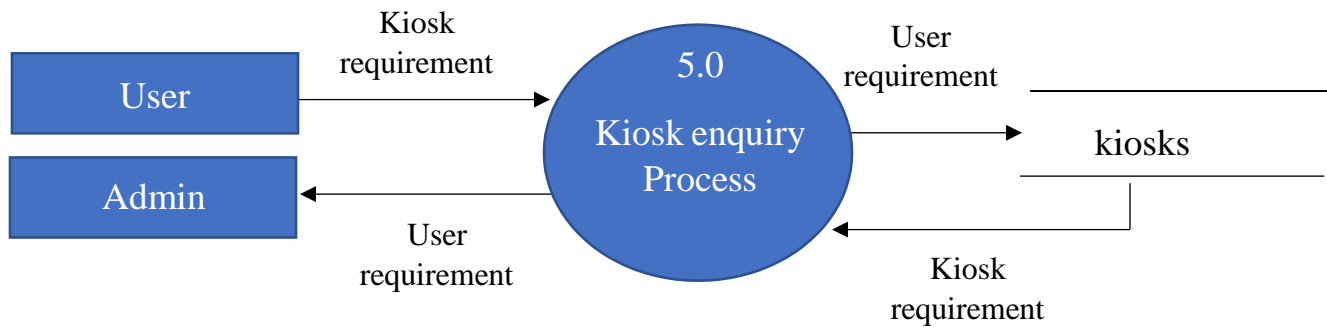 Kiosk
requirement
User
requirement
User
5.0
Kiosk enquiry
Process
kiosks
Admin
User
requirement
Kiosk
requirement